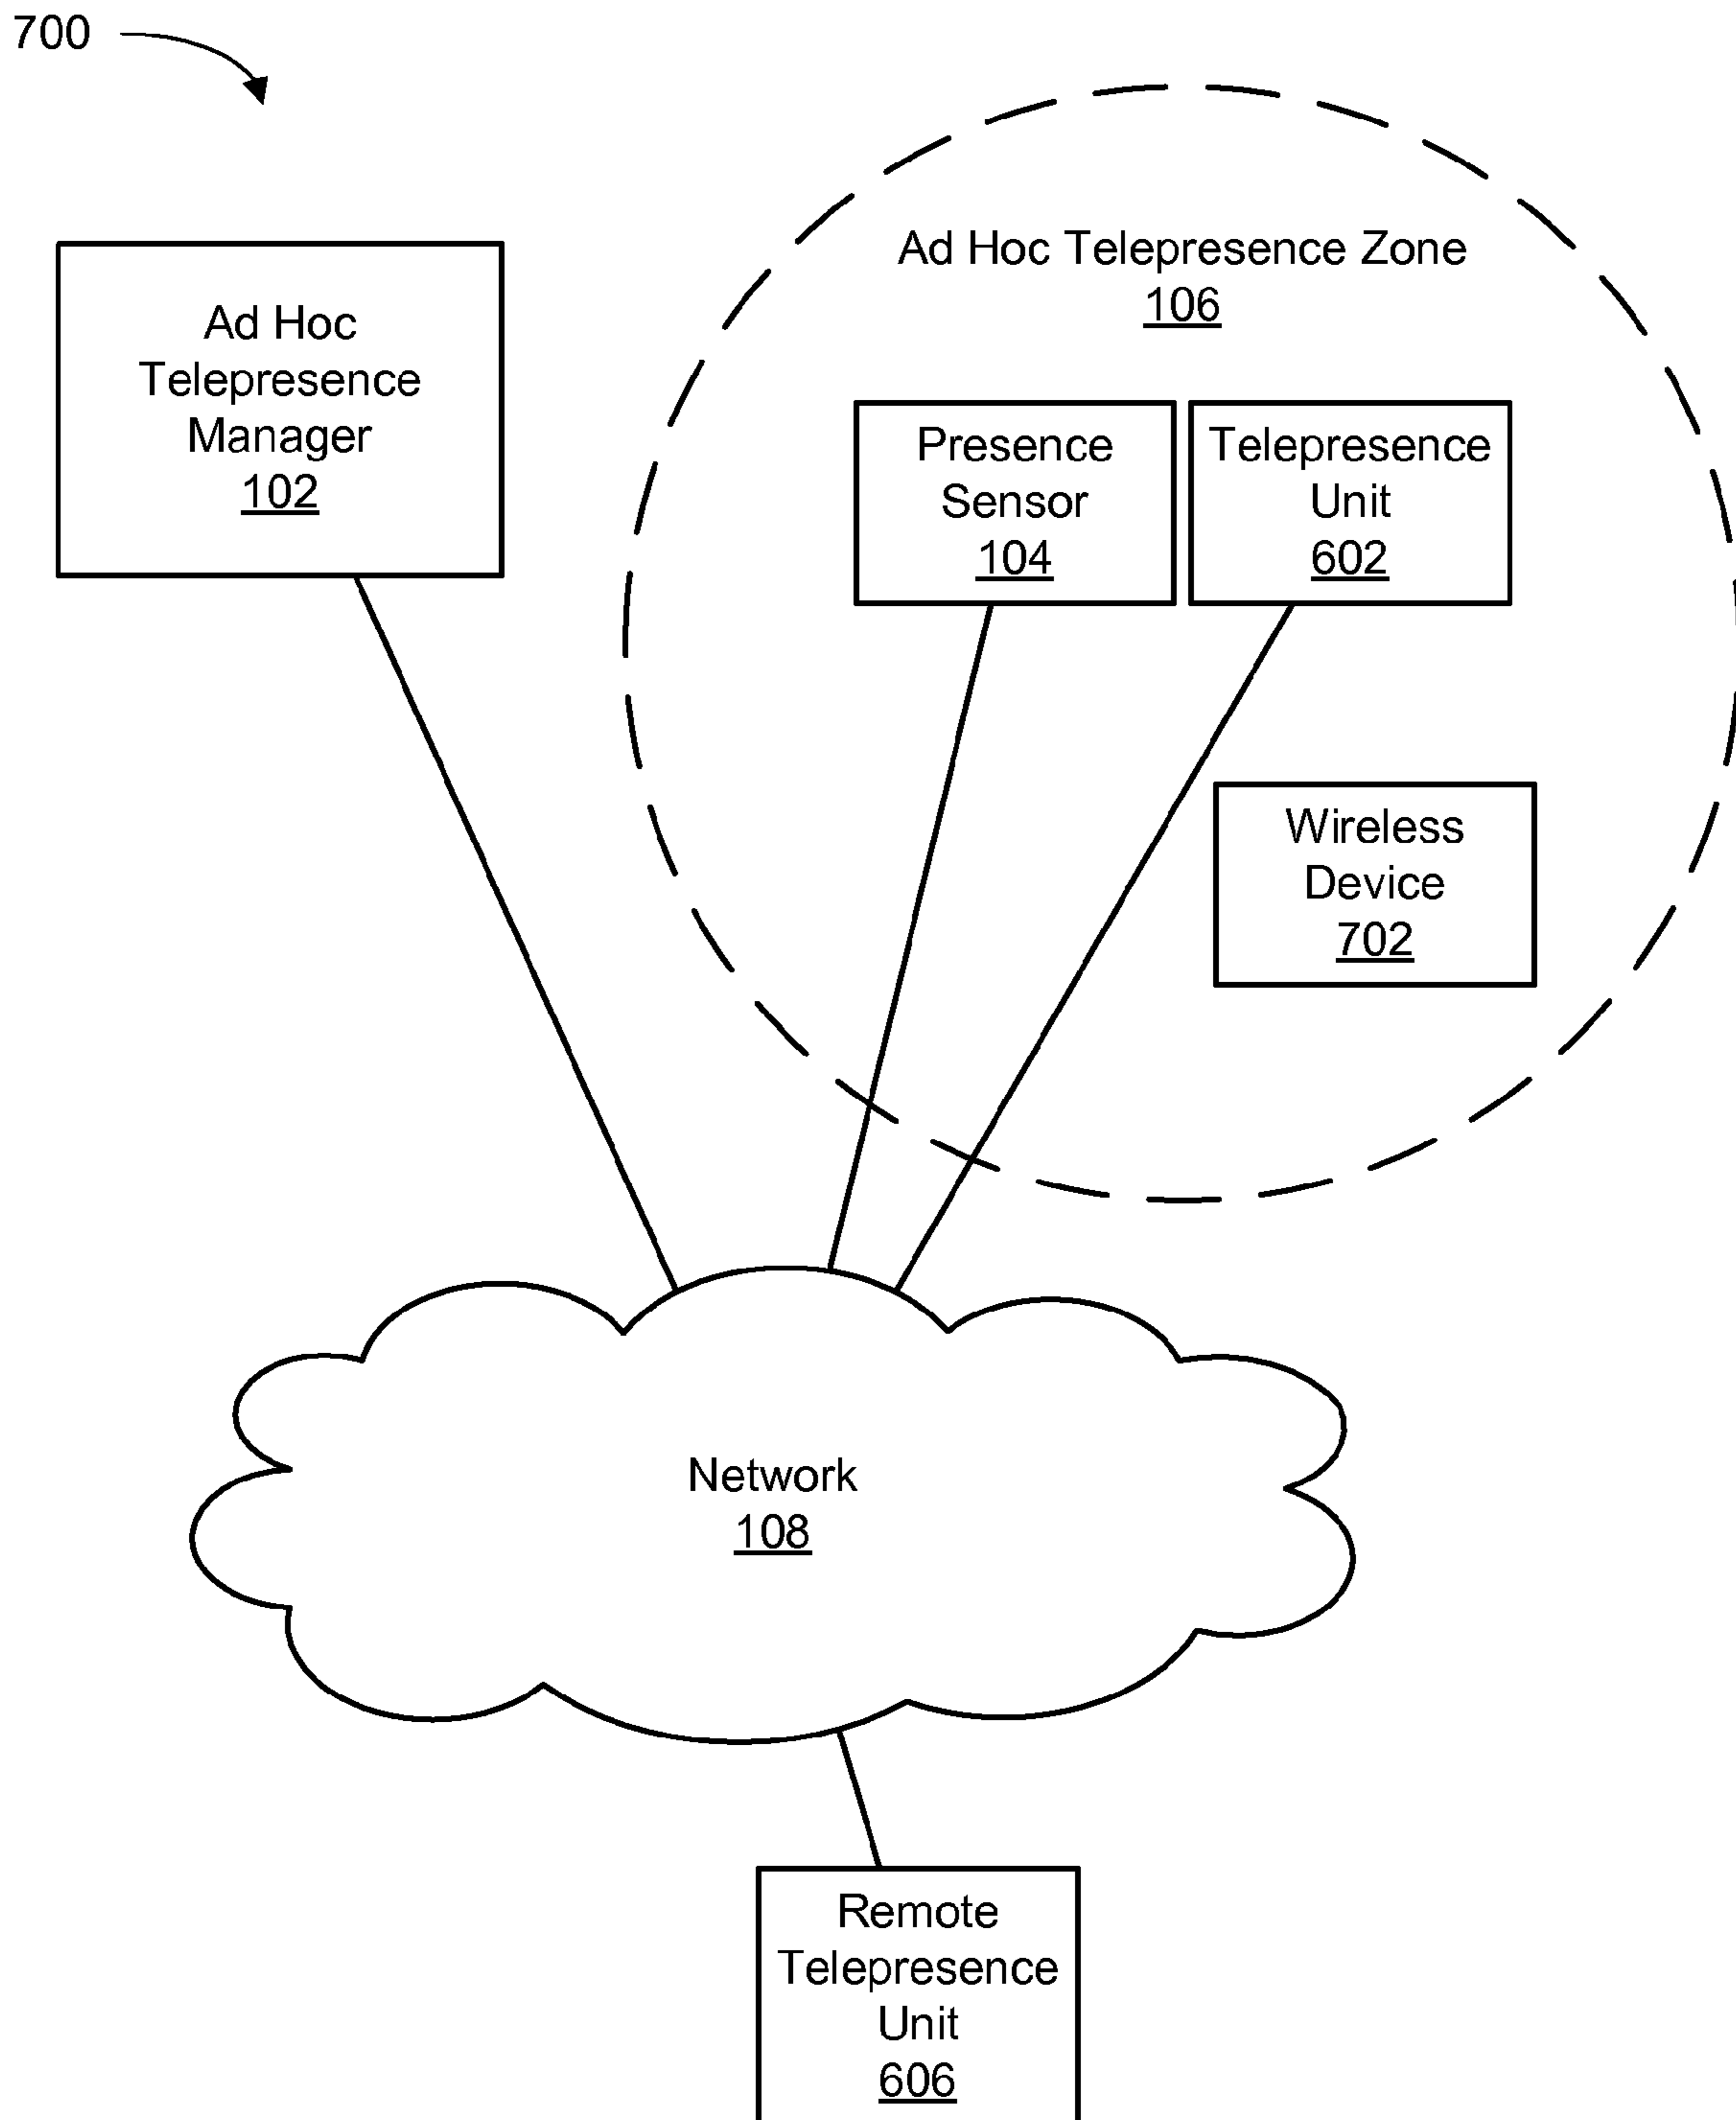 700
Ad Hoc Telepresence Zone
106
Ad Hoc
Telepresence
Manager
102
Presence
Sensor
104
Telepresence
Unit
602
Wireless
Device
702
Network
108
Remote
Telepresence
Unit
606